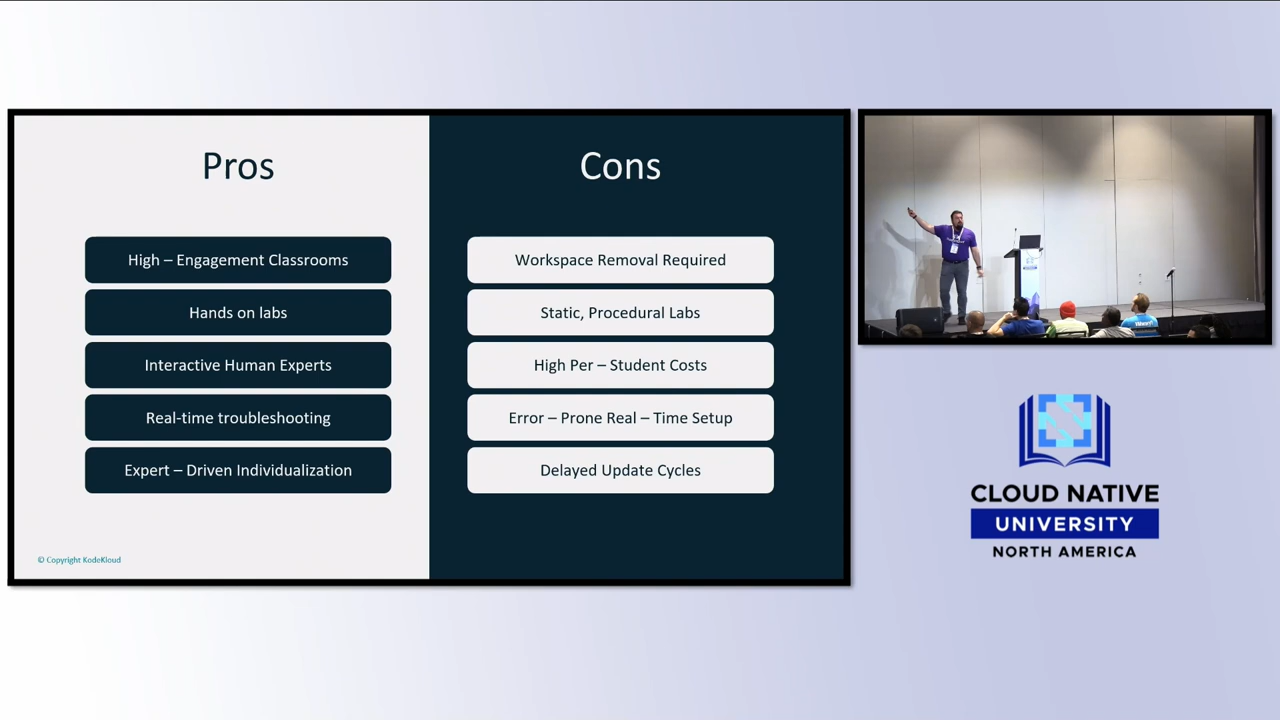 Pros
High – Engagement Classrooms
Hands on labs
Interactive Human Experts
Real-time troubleshooting
Expert – Driven Individualization
© Copyright KodeKloud
Cons
Workspace Removal Required
Static, Procedural Labs
High Per – Student Costs
Error – Prone Real – Time Setup
Delayed Update Cycles
CLOUD NATIVE
UNIVERSITY
NORTH AMERICA